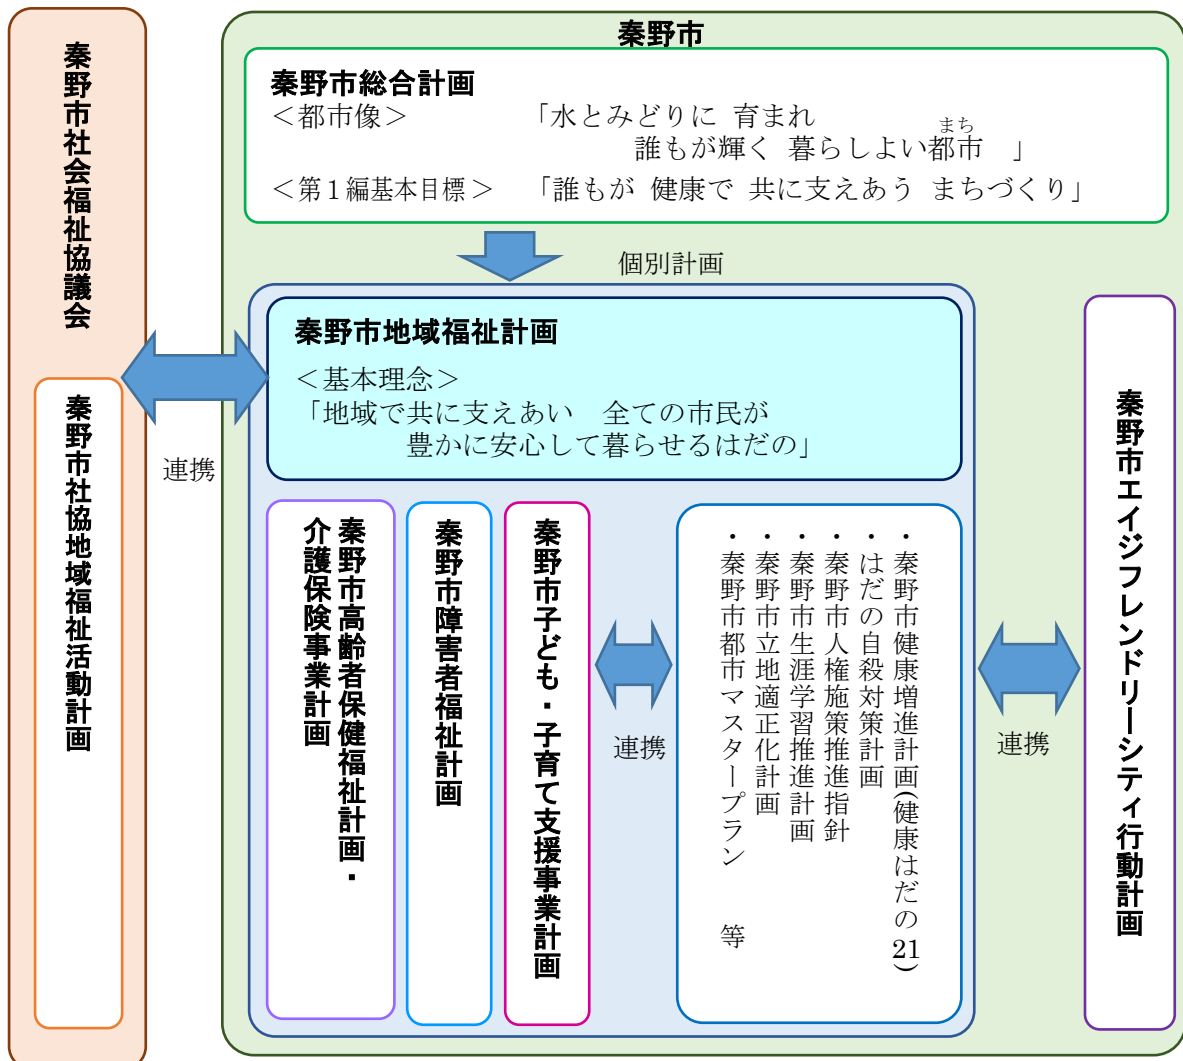 秦野市社会福祉協議会
秦野市社協地域福祉活動計画
連携
秦野市
秦野市総合計画
＜都市像＞　「水とみどりに 育まれ
まち
誰もが輝く 暮らしよい都市　」
＜第１編基本目標＞　「誰もが 健康で 共に支えあう まちづくり」
個別計画
秦野市地域福祉計画
＜基本理念＞
「地域で共に支えあい　全ての市民が
豊かに安心して暮らせるはだの」
秦野市高齢者保健福祉計画・
介護保険事業計画
秦野市障害者福祉計画
秦野市子ども・子育て支援事業計画
連携
・秦野市健康増進計画(健康はだの21)
・はだの自殺対策計画
・秦野市人権施策推進指針
・秦野市生涯学習推進計画
・秦野市立地適正化計画
・秦野市都市マスタープラン　等
連携
秦野市エイジフレンドリーシティ行動計画